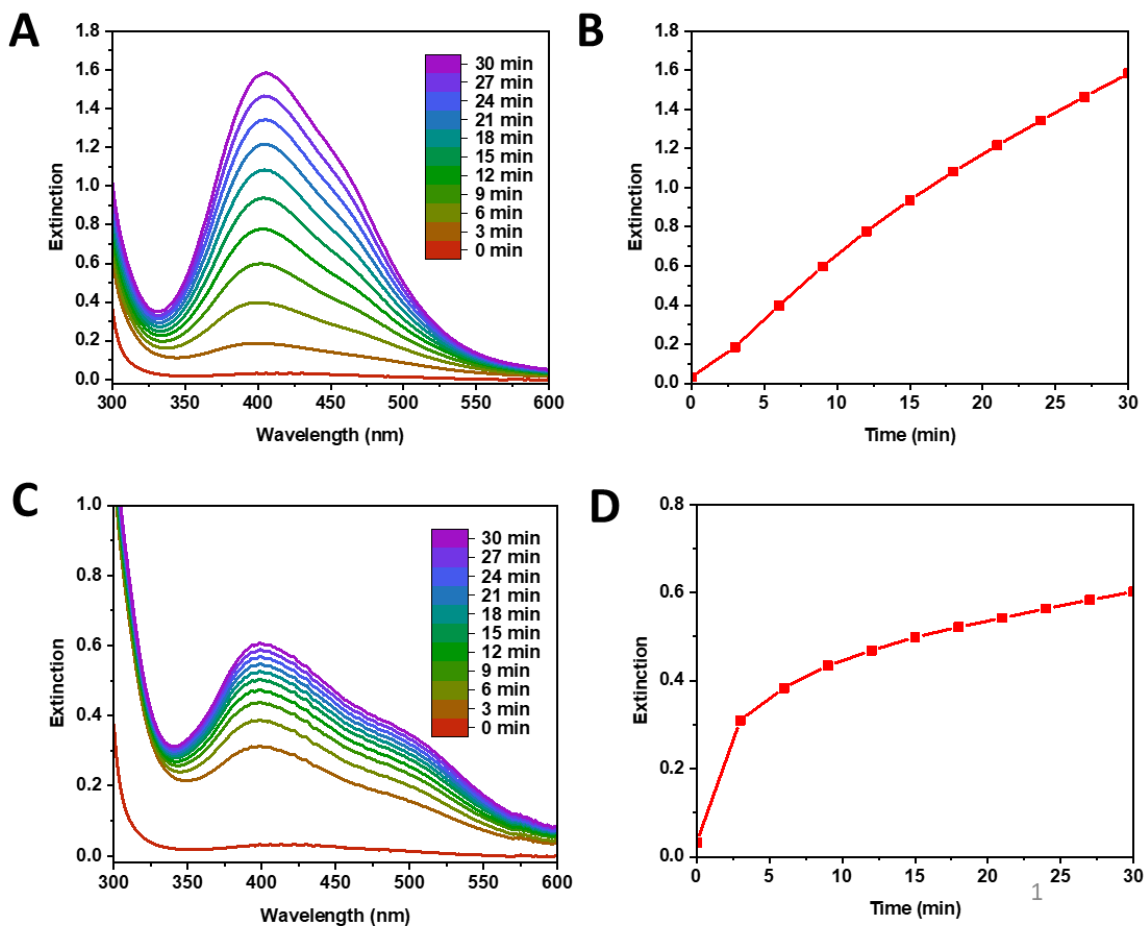 A
1.8
1.6
1.4
1.2
1.0
0.8
0.6
0.4
0.2
0.0
Extinction
300 350 400 450 500 550 600
Wavelength (nm)
30 min
27 min
24 min
21 min
18 min
15 min
12 min
9 min
6 min
3 min
0 min
B
1.8
1.6
1.4
1.2
1.0
0.8
0.6
0.4
0.2
0.0
Extinction
0 5 10 15 20 25 30
Time (min)
C
1.0
0.8
0.6
0.4
0.2
0.0
Extinction
300 350 400 450 500 550 600
Wavelength (nm)
30 min
27 min
24 min
21 min
18 min
15 min
12 min
9 min
6 min
3 min
0 min
D
0.8
0.6
0.4
0.2
0.0
Extinction
0 5 10 15 20 25 30
Time (min)
1